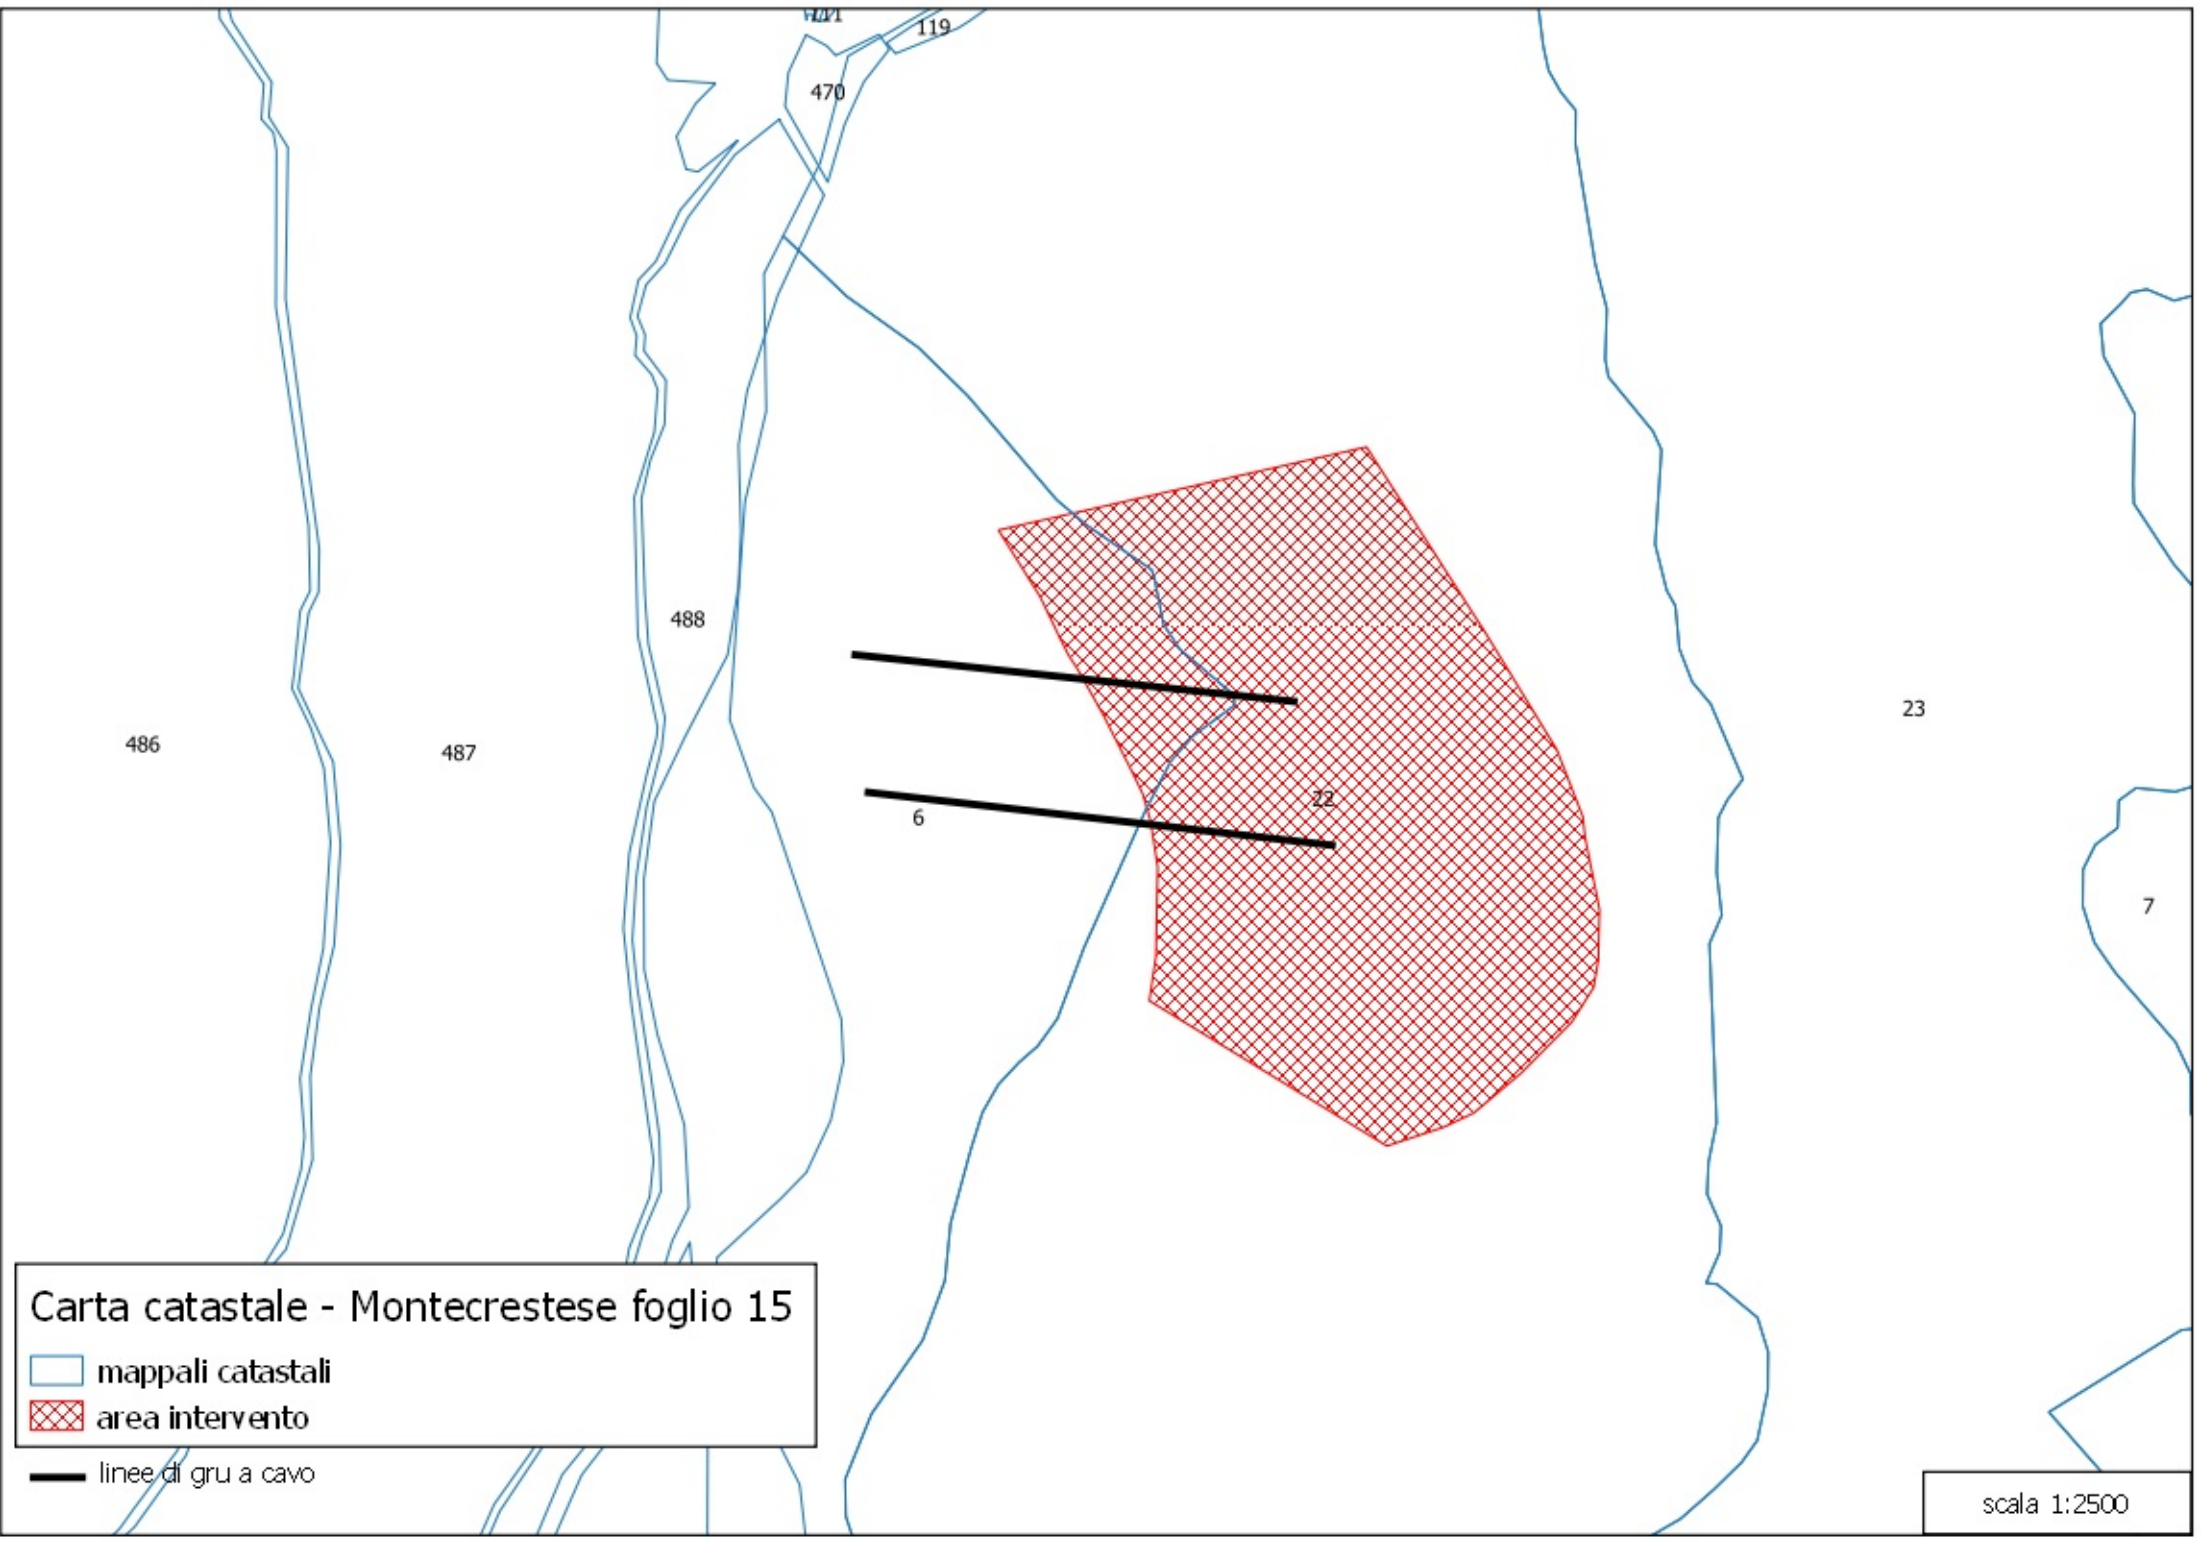 119
470
488
486
487
23
6
22
7
Carta catastale - Montecrestese foglio 15
mappali catastali
area intervento
linee di gru a cavo
scala 1:2500